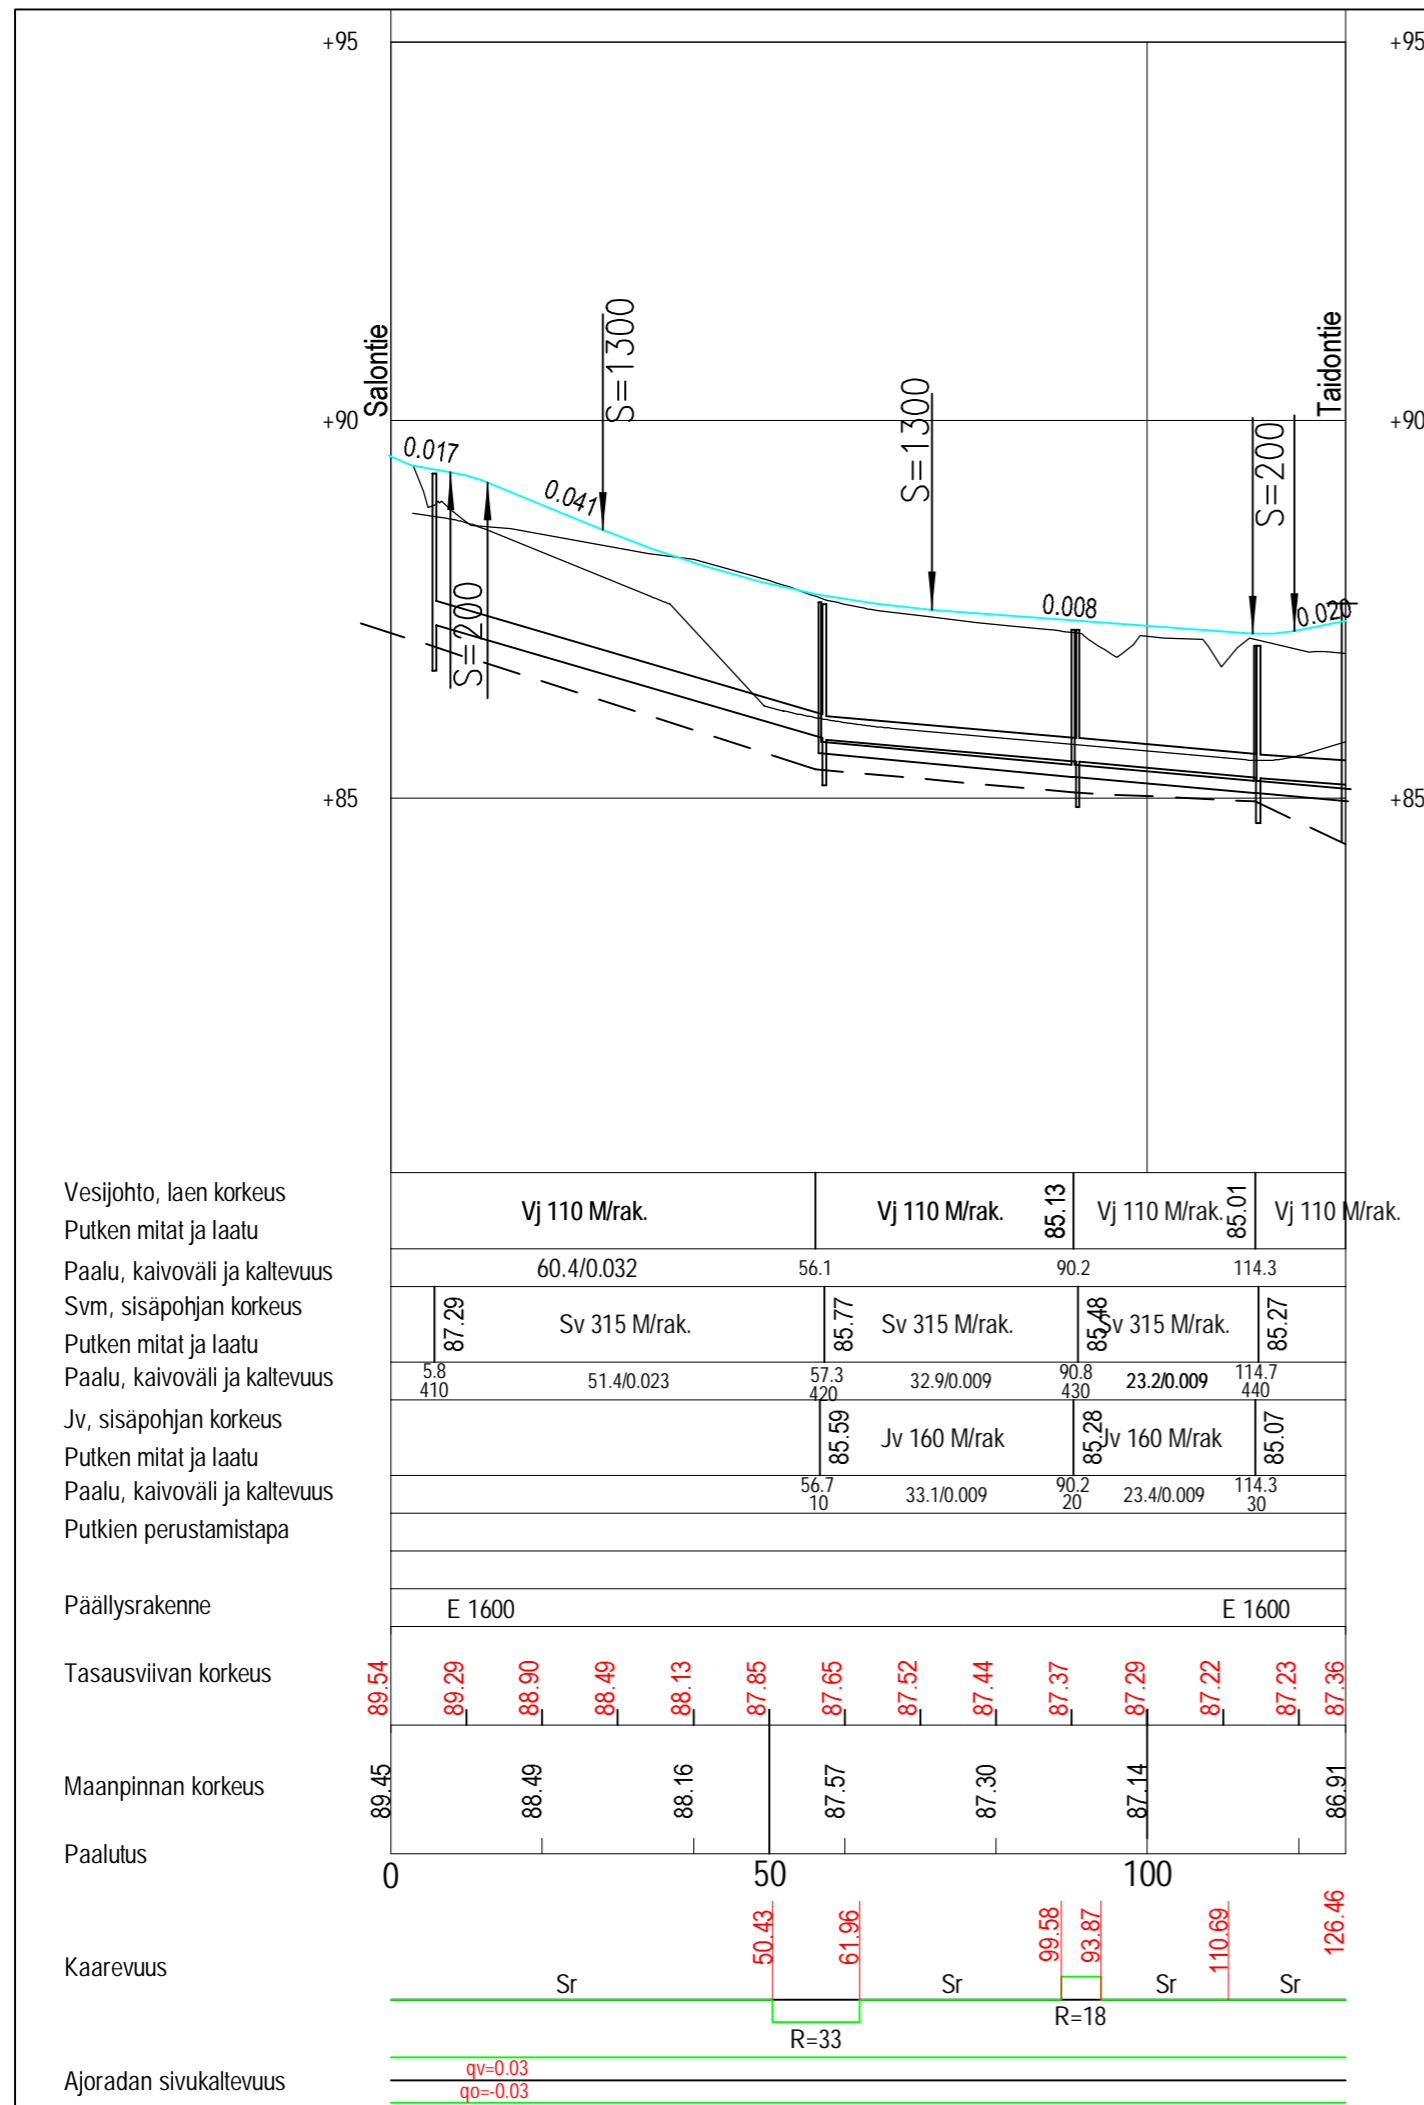 +95 +95
Salontie
S=1300
S=1300
Taidontie
+90 +90
0.017
0.041
S=200
S=200
0.008
0.020
+85 +85
Vesijohto, laen korkeus
Vj 110 M/rak. Vj 110 M/rak. 85.13 Vj 110 M/rak. 85.01 Vj 110 M/rak.
Putken mitat ja laatu
Paalu, kaivoväli ja kaltevuus 60.4/0.032 56.1 90.2 114.3
Svm, sisäpohjan korkeus
87.29 Sv 315 M/rak. 85.77 Sv 315 M/rak. 85.48 Sv 315 M/rak. 85.27
Putken mitat ja laatu
Paalu, kaivoväli ja kaltevuus 5.8 51.4/0.023 57.3 32.9/0.009 90.8 23.2/0.009 114.7
410 420 430 440
Jv, sisäpohjan korkeus
85.59 Jv 160 M/rak 85.28 Jv 160 M/rak 85.07
Putken mitat ja laatu
Paalu, kaivoväli ja kaltevuus 56.7 33.1/0.009 90.2 23.4/0.009 114.3
10 20 30
Putkien perustamistapa
Päällysrakenne E 1600 E 1600
Tasausviivan korkeus 89.54 89.29 88.90 88.49 88.13 87.85 87.65 87.52 87.44 87.37 87.29 87.22 87.23 87.36
Maanpinnan korkeus 89.45 88.49 88.16 87.57 87.30 87.14 86.91
Paalutus
0 50 100
50.43 61.96 99.58 93.87 110.69 126.46
Kaarevuus
Sr Sr Sr Sr
R=33 R=18
Ajoradan sivukaltevuus
qv=0.03
qo=-0.03